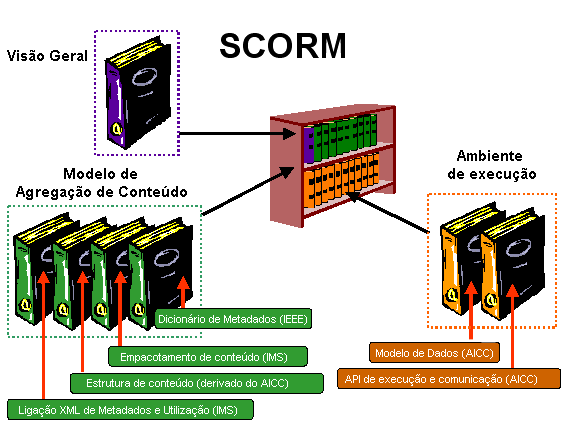 SCORM
Visão Geral
Modelo de
Agregação de Conteúdo
Ambiente
de execução
Dicionário de Metadados (IEEE)
Empacotamento de conteúdo (IMS)
Estrutura de conteúdo (derivado do AICC)
Ligação XML de Metadados e Utilização (IMS)
Modelo de Dados (AICC)
API de execução e comunicação (AICC)